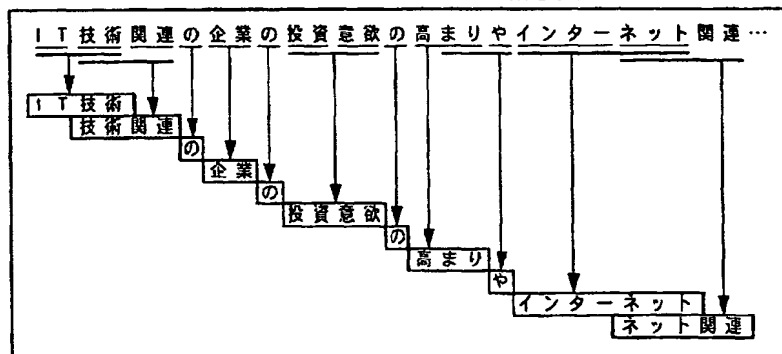 IT技術関連の企業の投資意欲の高まりやインターネット関連…
IT技術
技術関連
の
企業
の
投資意欲
の
高まり
や
インターネット
ネット関連